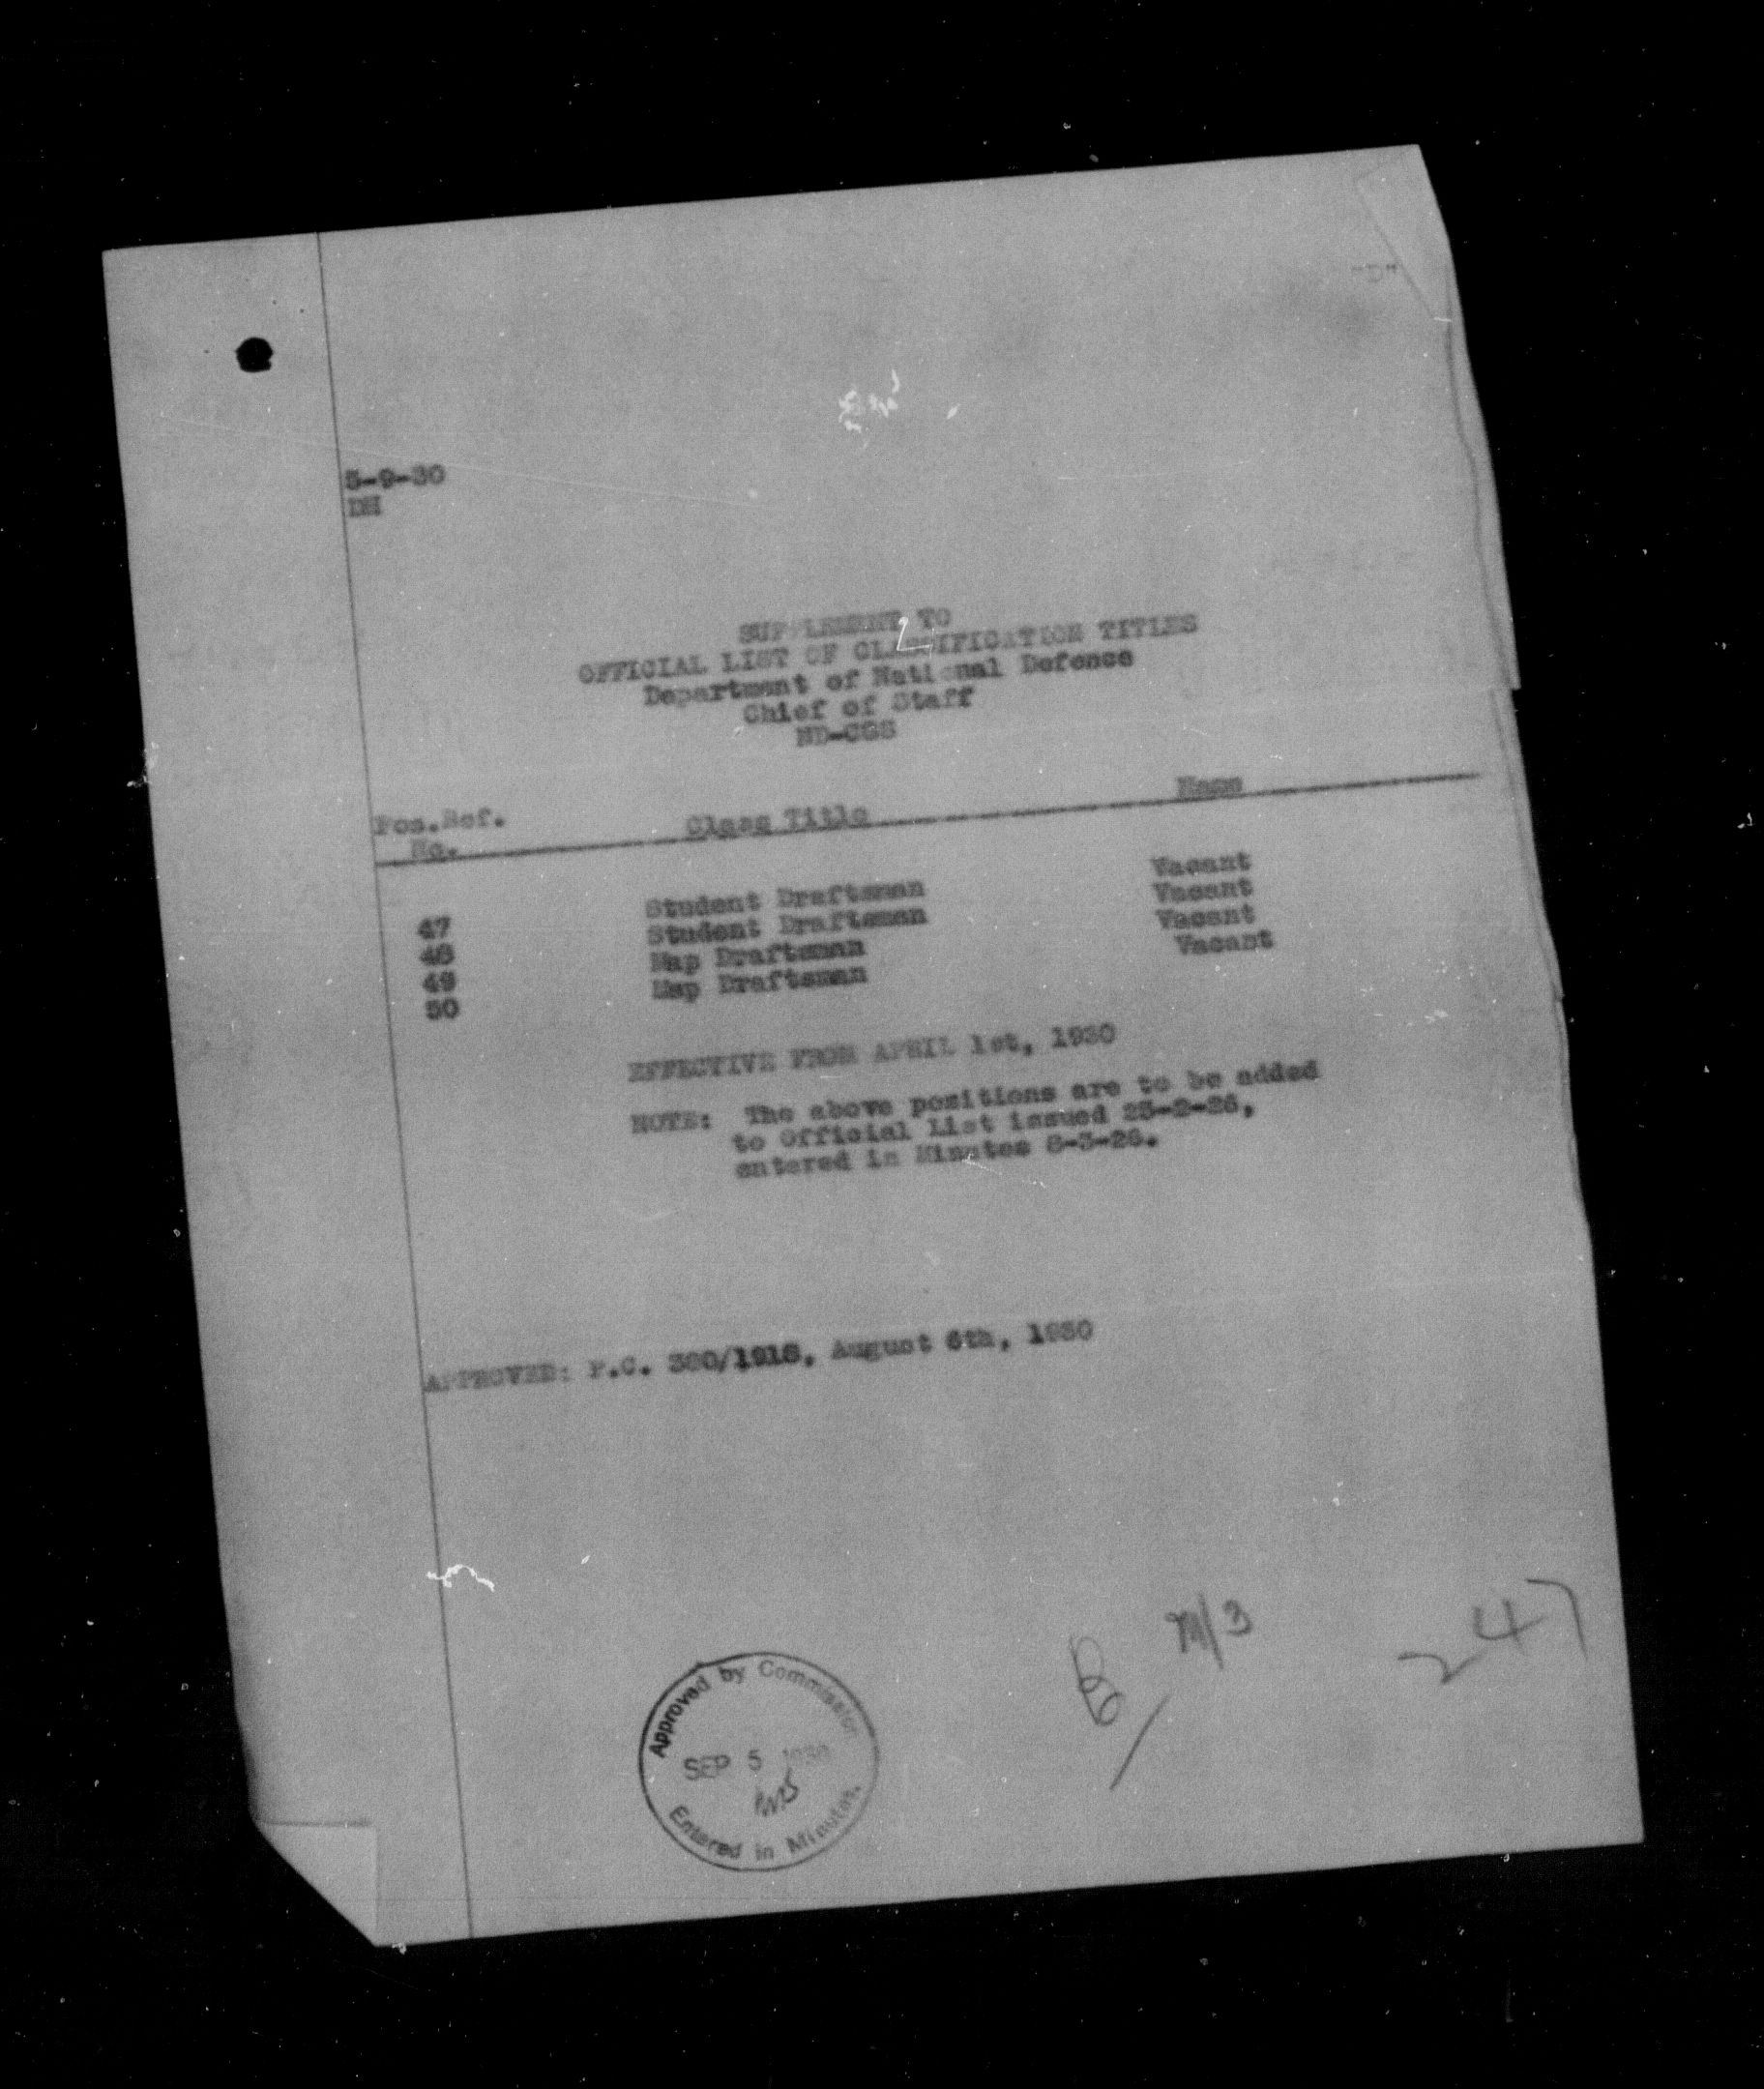 "D"
5-9-30
DH
SUPPLEMENT TO
OFFICIAL LIST OF CLASSIFICATION TITLES
Department of National Defence
Chief of Staff
ND-CGS
Pos.Ref. No. Class Title Name
47 Student Draftsman Vacant
48 Student Draftsman Vacant
49 Map Draftsman Vacant
50 Map Draftsman Vacant
EFFECTIVE FROM APRIL 1st, 1930
NOTE: The above positions are to be added
to Official List issued 25-2-26,
entered in Minutes 8-3-26.
APPROVED: P.C. /1918, August 6th, 1930
M/3
247
Approved by Commission
SEP 5 1930
Entered in Minutes.